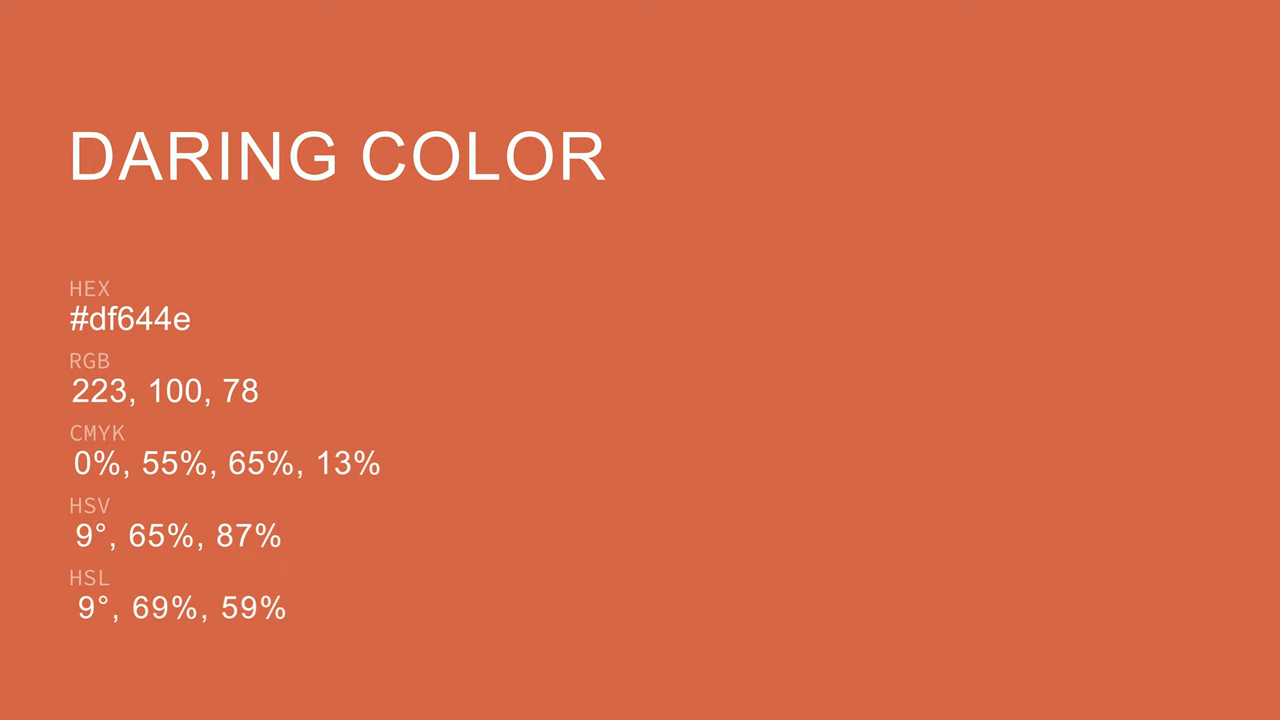 DARING COLOR
HEX
#df644e
RGB
223, 100, 78
CMYK
0%, 55%, 65%, 13%
HSV
9°, 65%, 87%
HSL
9°, 69%, 59%